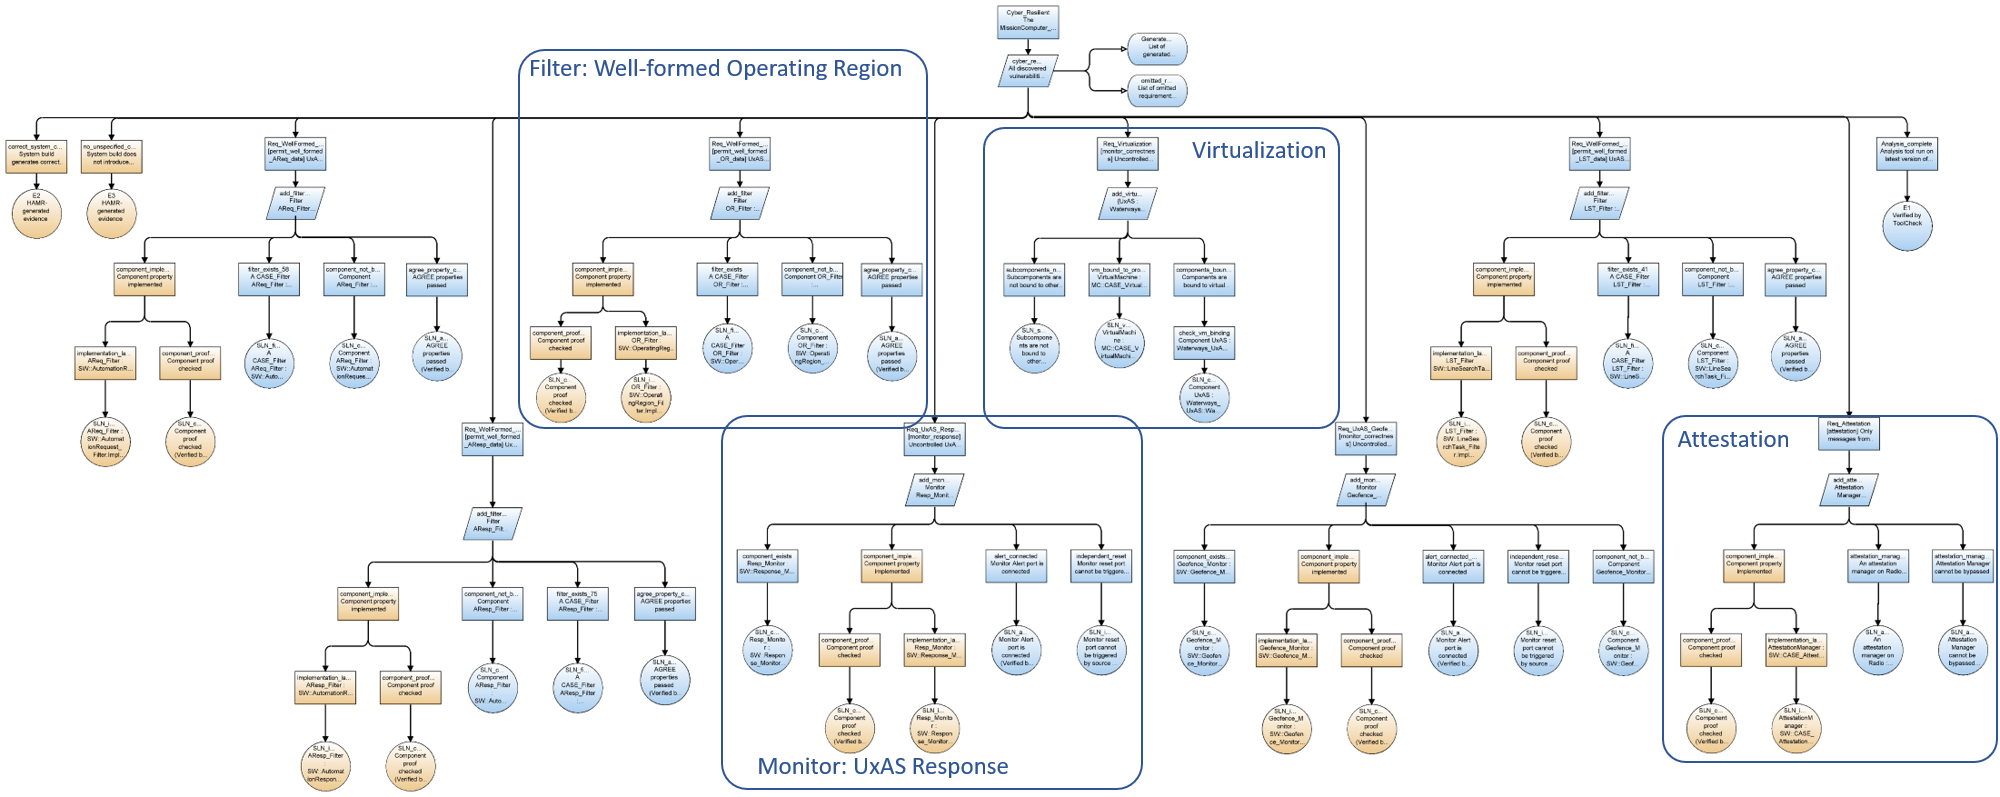 Cyber_Resilient
The
MissionComputer_...
cyber_re...
All discovered
vulnerabiliti...
Generate...
List of
generated...
omitted_r...
List of omitted
requirement...
Filter: Well-formed Operating Region
Virtualization
correct_system_c...
System build
generates correct.
E2
HAMR-
generated
evidence
no_unspecified_c...
System build does
not introduce...
E3
HAMR-
generated
evidence
Req_WellFormed_...
[permit_well_formed
_AReq_data] UxA...
add_filter...
Filter
AReq_Filter...
component_imple...
Component property
implemented
filter_exists_58
A CASE_Filter
AReq_Filter :...
component_not_b...
Component
AReq_Filter :...
agree_property_c...
AGREE properties
passed
implementation_la...
AReq_Filter :
SW::AutomationR...
component_proof...
Component proof
checked
SLN_fi...
A
CASE_Filter
AReq_Filter :
SW::Auto...
SLN_c...
Component
AReq_Filter :
SW::Automat
ionReques...
SLN_a...
AGREE
properties
passed
(Verified b...
SLN_i...
AReq_Filter :
SW::Automat
ionRequest_
Filter.Impl...
SLN_c...
Component
proof
checked
(Verified b...
Req_WellFormed_...
[permit_well_formed
_OR_data] UxAS...
add_filter
Filter
OR_Filter :...
component_imple...
Component property
implemented
filter_exists
A CASE_Filter
OR_Filter :...
component_not_b...
Component OR_Filter
:...
agree_property_c...
AGREE properties
passed
component_proof...
Component proof
checked
implementation_la...
OR_Filter :
SW::OperatingReg...
SLN_fi...
A
CASE_Filter
OR_Filter :
SW::Oper...
SLN_c...
Component
OR_Filter :
SW::Operati
ngRegion_...
SLN_a...
AGREE
properties
passed
(Verified b...
SLN_c...
Component
proof
checked
(Verified b...
SLN_i...
OR_Filter :
SW::Operati
ngRegion_Fil
ter.Impl...
Req_Virtualization
[monitor_correctnes
s] Uncontrolled...
add_virtu...
(UxAS :
Waterways...
subcomponents_n...
Subcomponents are
not bound to other..
vm_bound_to_pro...
VirtualMachine :
MC::CASE_Virtual...
components_boun...
Components are
bound to virtual...
SLN_s...
Subcompone
nts are not
bound to
other...
SLN_v...
VirtualMachi
ne :
MC::CASE_V
irtualMachi...
check_vm_binding
Component UxAS :
Waterways_UxA...
SLN_c...
Component
UxAS :
Waterways_
UxAS::Wa...
Req_WellFormed_...
[permit_well_formed
_LST_data] UxAS...
add_filter...
Filter
LST_Filter :...
component_imple...
Component property
implemented
filter_exists_41
A CASE_Filter
LST_Filter :...
component_not_b...
Component
LST_Filter :...
agree_property_c...
AGREE properties
passed
implementation_la...
LST_Filter :
SW::LineSearchTa...
component_proof...
Component proof
checked
SLN_fi...
A
CASE_Filter
LST_Filter :
SW::LineS...
SLN_c...
Component
LST_Filter :
SW::LineSea
rchTask_Fi...
SLN_a...
AGREE
properties
passed
(Verified b...
SLN_i...
LST_Filter :
SW::LineSea
rchTask_Filte
r.Impl...
SLN_c...
Component
proof
checked
(Verified b...
Analysis_complete
Analysis tool run on
latest version of...
E1
Verified by
ToolCheck
Req_WellFormed_...
[permit_well_formed
_AResp_data] Ux...
add_filter...
Filter
AResp_Filt...
component_imple...
Component property
implemented
component_not_b...
Component
AResp_Filter :...
filter_exists_75
A CASE_Filter
AResp_Filter :...
agree_property_c...
AGREE properties
passed
implementation_la...
AResp_Filter :
SW::AutomationR...
component_proof...
Component proof
checked
SLN_c...
Component
AResp_Filter
:
SW::Auto...
SLN_fi...
A
CASE_Filter
AResp_Filter
:...
SLN_a...
AGREE
properties
passed
(Verified b...
SLN_i...
AResp_Filter
:
SW::Automat
ionRespon...
SLN_c...
Component
proof
checked
(Verified b...
Req_UxAS_Resp...
[monitor_response]
Uncontrolled UxA...
add_mon...
Monitor
Resp_Monit...
component_exists
Resp_Monitor :
SW::Response_M...
component_imple...
Component property
implemented
alert_connected
Monitor Alert port is
connected
independent_reset
Monitor reset port
cannot be triggere...
SLN_c...
Resp_Monito
r :
SW::Respon
se_Monitor...
component_proof...
Component proof
checked
implementation_la...
Resp_Monitor :
SW::Response_M...
SLN_a...
Monitor Alert
port is
connected
(Verified b...
SLN_i...
Monitor reset
port cannot
be triggered
by source ...
SLN_c...
Component
proof
checked
(Verified b...
SLN_i...
Resp_Monito
r :
SW::Respon
se_Monitor...
Monitor: UxAS Response
Req_UxAS_Geofe...
[monitor_correctnes
s] Uncontrolled...
add_mon...
Monitor
Geofence_...
component_exists...
Geofence_Monitor :
SW::Geofence_M...
component_imple...
Component property
implemented
alert_connected_...
Monitor Alert port is
connected
independent_rese...
Monitor reset port
cannot be triggere...
component_not_b...
Component
Geofence_Monitor...
SLN_c...
Geofence_M
onitor :
SW::Geofen
ce_Monitor...
implementation_la...
Geofence_Monitor :
SW::Geofence_M...
component_proof...
Component proof
checked
SLN_a...
Monitor Alert
port is
connected
(Verified b...
SLN_i...
Monitor reset
port cannot
be triggered
by source ...
SLN_c...
Component
Geofence_M
onitor :
SW::Geof...
SLN_i...
Geofence_M
onitor :
SW::Geofen
ce_Monitor...
SLN_c...
Component
proof
checked
(Verified b...
Attestation
Req_Attestation
[attestation] Only
messages from...
add_atte...
Attestation
Manager...
component_imple...
Component property
implemented
attestation_manag...
An attestation
manager on Radio...
attestation_manag...
Attestation Manager
cannot be bypassed
component_proof...
Component proof
checked
implementation_la...
AttestationManager :
SW::CASE_Attest...
SLN_a...
An
attestation
manager on
Radio ...
SLN_a...
Attestation
Manager
cannot be
bypassed...
SLN_c...
Component
proof
checked
(Verified b...
SLN_i...
AttestationM
anager :
SW::CASE_
Attestation...